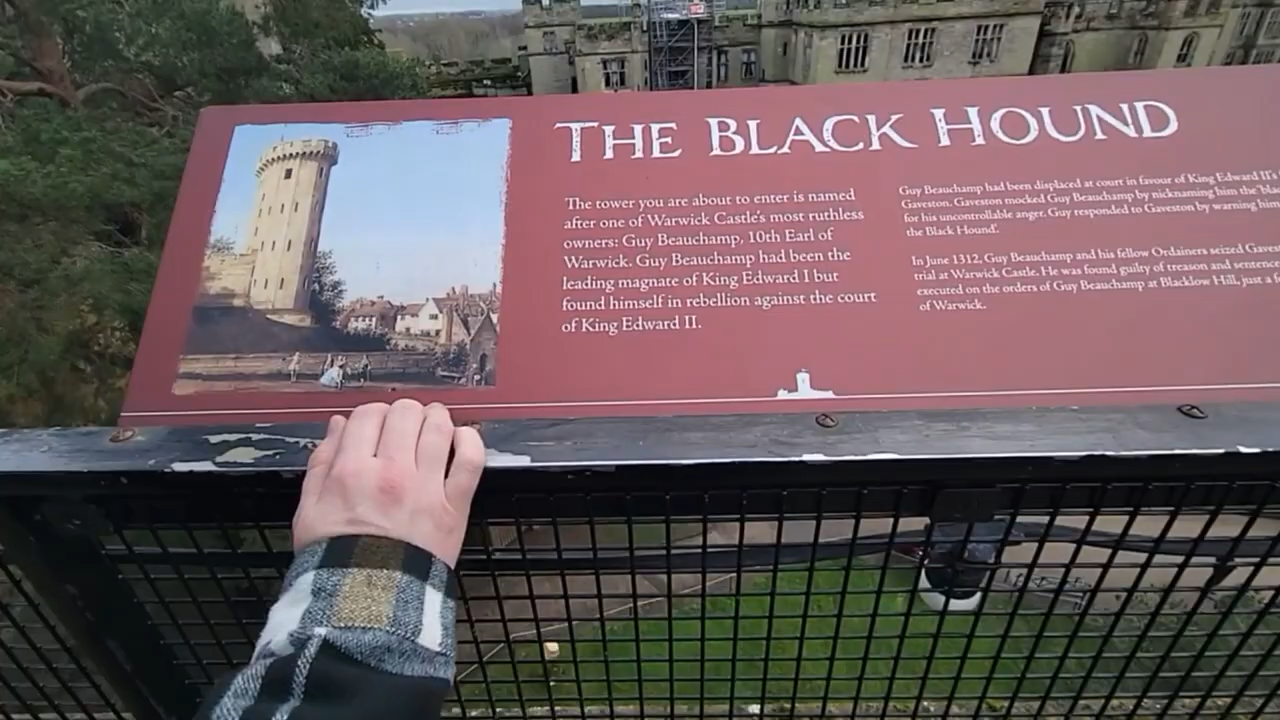 THE BLACK HOUND
The tower you are about to enter is named
after one of Warwick Castle's most ruthless
owners: Guy Beauchamp, 10th Earl of
Warwick. Guy Beauchamp had been the
leading magnate of King Edward I but
found himself in rebellion against the court
of King Edward II.
Guy Beauchamp had been displaced at court in favour of King Edward II's
Gaveston. Gaveston mocked Guy Beauchamp by nicknaming him the
for his uncontrollable anger. Guy responded to Gaveston by warning him
the Black Hound'.
In June 1312, Guy Beauchamp and his fellow Ordainers seized
trial at Warwick Castle. He was found guilty of treason and
executed on the orders of Guy Beauchamp at Blacklow Hill, just a
of Warwick.